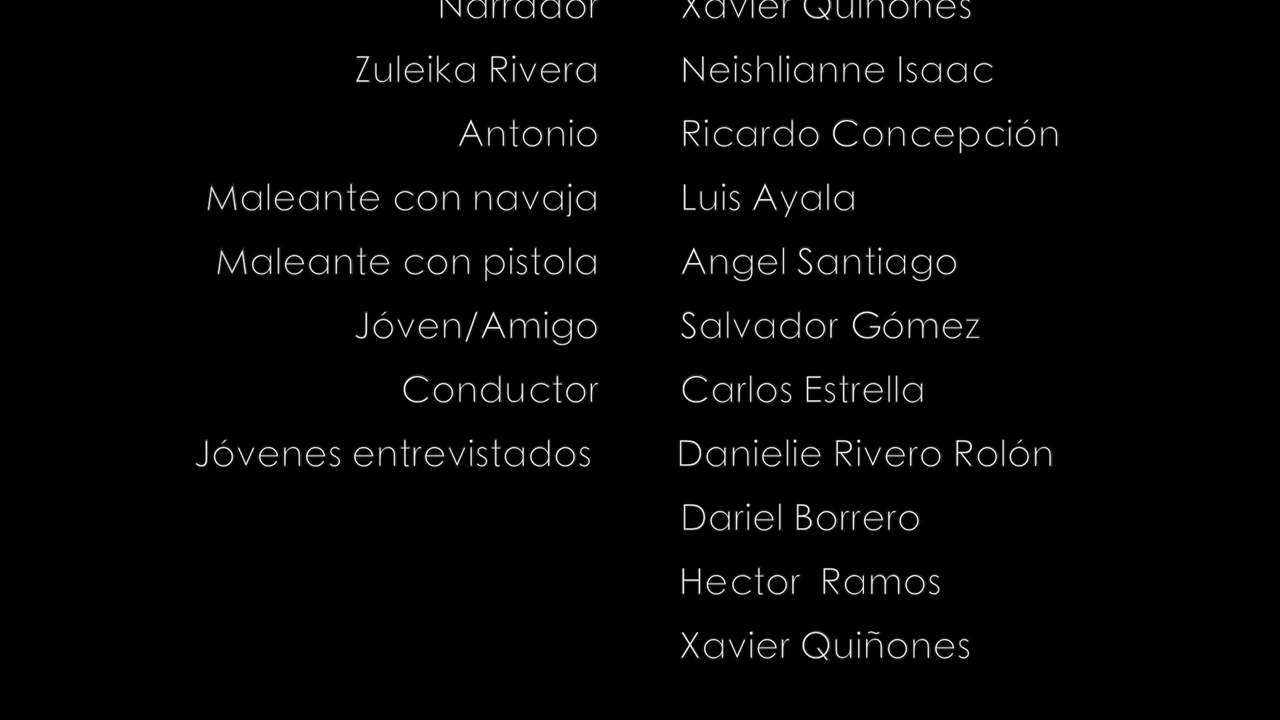 Narrador Xavier Quiñones
Zuleika Rivera Neishlianne Isaac
Antonio Ricardo Concepción
Maleante con navaja Luis Ayala
Maleante con pistola Angel Santiago
Jóven/Amigo Salvador Gómez
Conductor Carlos Estrella
Jóvenes entrevistados Danielie Rivero Rolón
Dariel Borrero
Hector Ramos
Xavier Quiñones